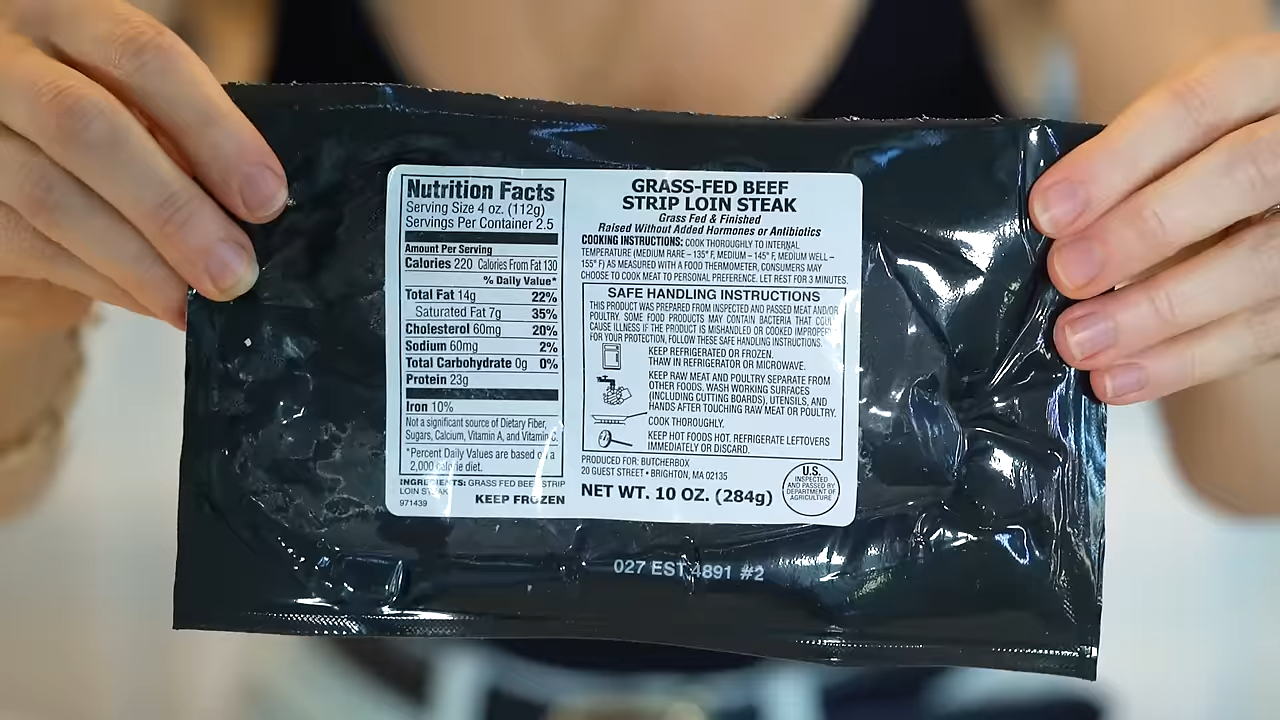 Nutrition Facts
Serving Size 4 oz. (112g)
Servings Per Container 2.5
Amount Per Serving
Calories 220 Calories From Fat 130
% Daily Value*
Total Fat 14g 22%
Saturated Fat 7g 35%
Cholesterol 60mg 20%
Sodium 60mg 2%
Total Carbohydrate 0g 0%
Protein 23g
Iron 10%
Not a significant source of Dietary Fiber,
Sugars, Calcium, Vitamin A, and Vitamin C.
*Percent Daily Values are based on a
2,000 calorie diet.
INGREDIENTS: GRASS FED BEEF STRIP
LOIN STEAK
971439
KEEP FROZEN
GRASS-FED BEEF
STRIP LOIN STEAK
Grass Fed & Finished
Raised Without Added Hormones or Antibiotics
COOKING INSTRUCTIONS: COOK THOROUGHLY TO INTERNAL
TEMPERATURE (MEDIUM RARE – 135° F, MEDIUM – 145° F, MEDIUM WELL –
155° F) AS MEASURED WITH A FOOD THERMOMETER, CONSUMERS MAY
CHOOSE TO COOK MEAT TO PERSONAL PREFERENCE. LET REST FOR 3 MINUTES.
SAFE HANDLING INSTRUCTIONS
THIS PRODUCT WAS PREPARED FROM INSPECTED AND PASSED MEAT AND/OR
POULTRY. SOME FOOD PRODUCTS MAY CONTAIN BACTERIA THAT COULD
CAUSE ILLNESS IF THE PRODUCT IS MISHANDLED OR COOKED IMPROPERLY.
FOR YOUR PROTECTION, FOLLOW THESE SAFE HANDLING INSTRUCTIONS.
KEEP REFRIGERATED OR FROZEN.
THAW IN REFRIGERATOR OR MICROWAVE.
KEEP RAW MEAT AND POULTRY SEPARATE FROM
OTHER FOODS. WASH WORKING SURFACES
(INCLUDING CUTTING BOARDS), UTENSILS, AND
HANDS AFTER TOUCHING RAW MEAT OR POULTRY.
COOK THOROUGHLY.
KEEP HOT FOODS HOT. REFRIGERATE LEFTOVERS
IMMEDIATELY OR DISCARD.
PRODUCED FOR: BUTCHERBOX
20 GUEST STREET • BRIGHTON, MA 02135
NET WT. 10 OZ. (284g)
U.S.
INSPECTED
AND PASSED BY
DEPARTMENT OF
AGRICULTURE
027 EST.4891 #2